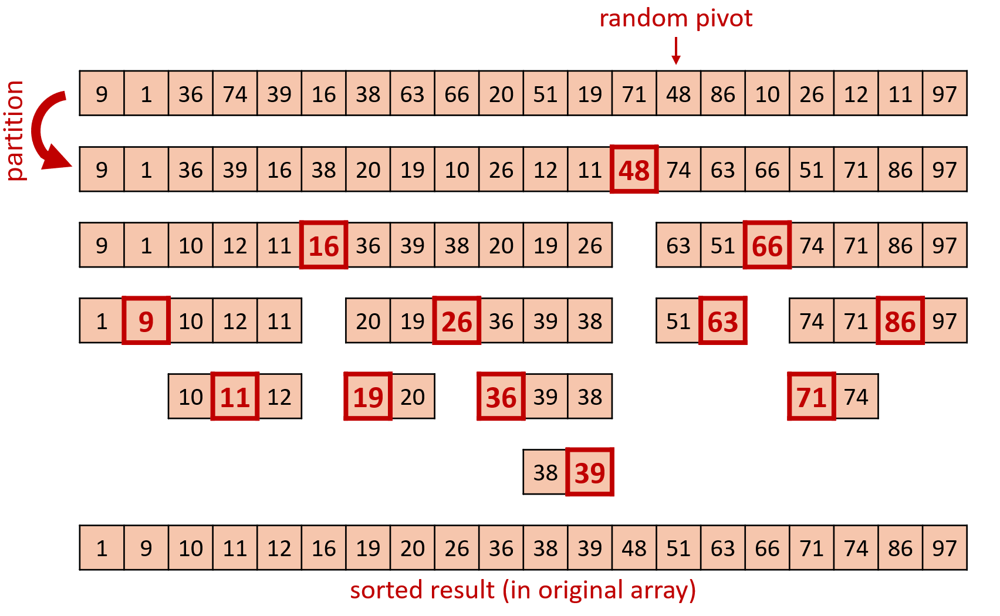 random pivot
partition
9 1 36 74 39 16 38 63 66 20 51 19 71 48 86 10 26 12 11 97
9 1 36 39 16 38 20 19 10 26 12 11 48 74 63 66 51 71 86 97
9 1 10 12 11 16 36 39 38 20 19 26 63 51 66 74 71 86 97
1 9 10 12 11 20 19 26 36 39 38 51 63 74 71 86 97
10 11 12 19 20 36 39 38 71 74
38 39
1 9 10 11 12 16 19 20 26 36 38 39 48 51 63 66 71 74 86 97
sorted result (in original array)